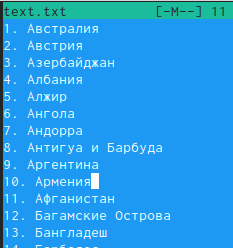 text.txt [-M--] 11
1. Австралия
2. Австрия
3. Азербайджан
4. Албания
5. Алжир
6. Ангола
7. Андорра
8. Антигуа и Барбуда
9. Аргентина
10. Армения
11. Афганистан
12. Багамские Острова
13. Бангладеш